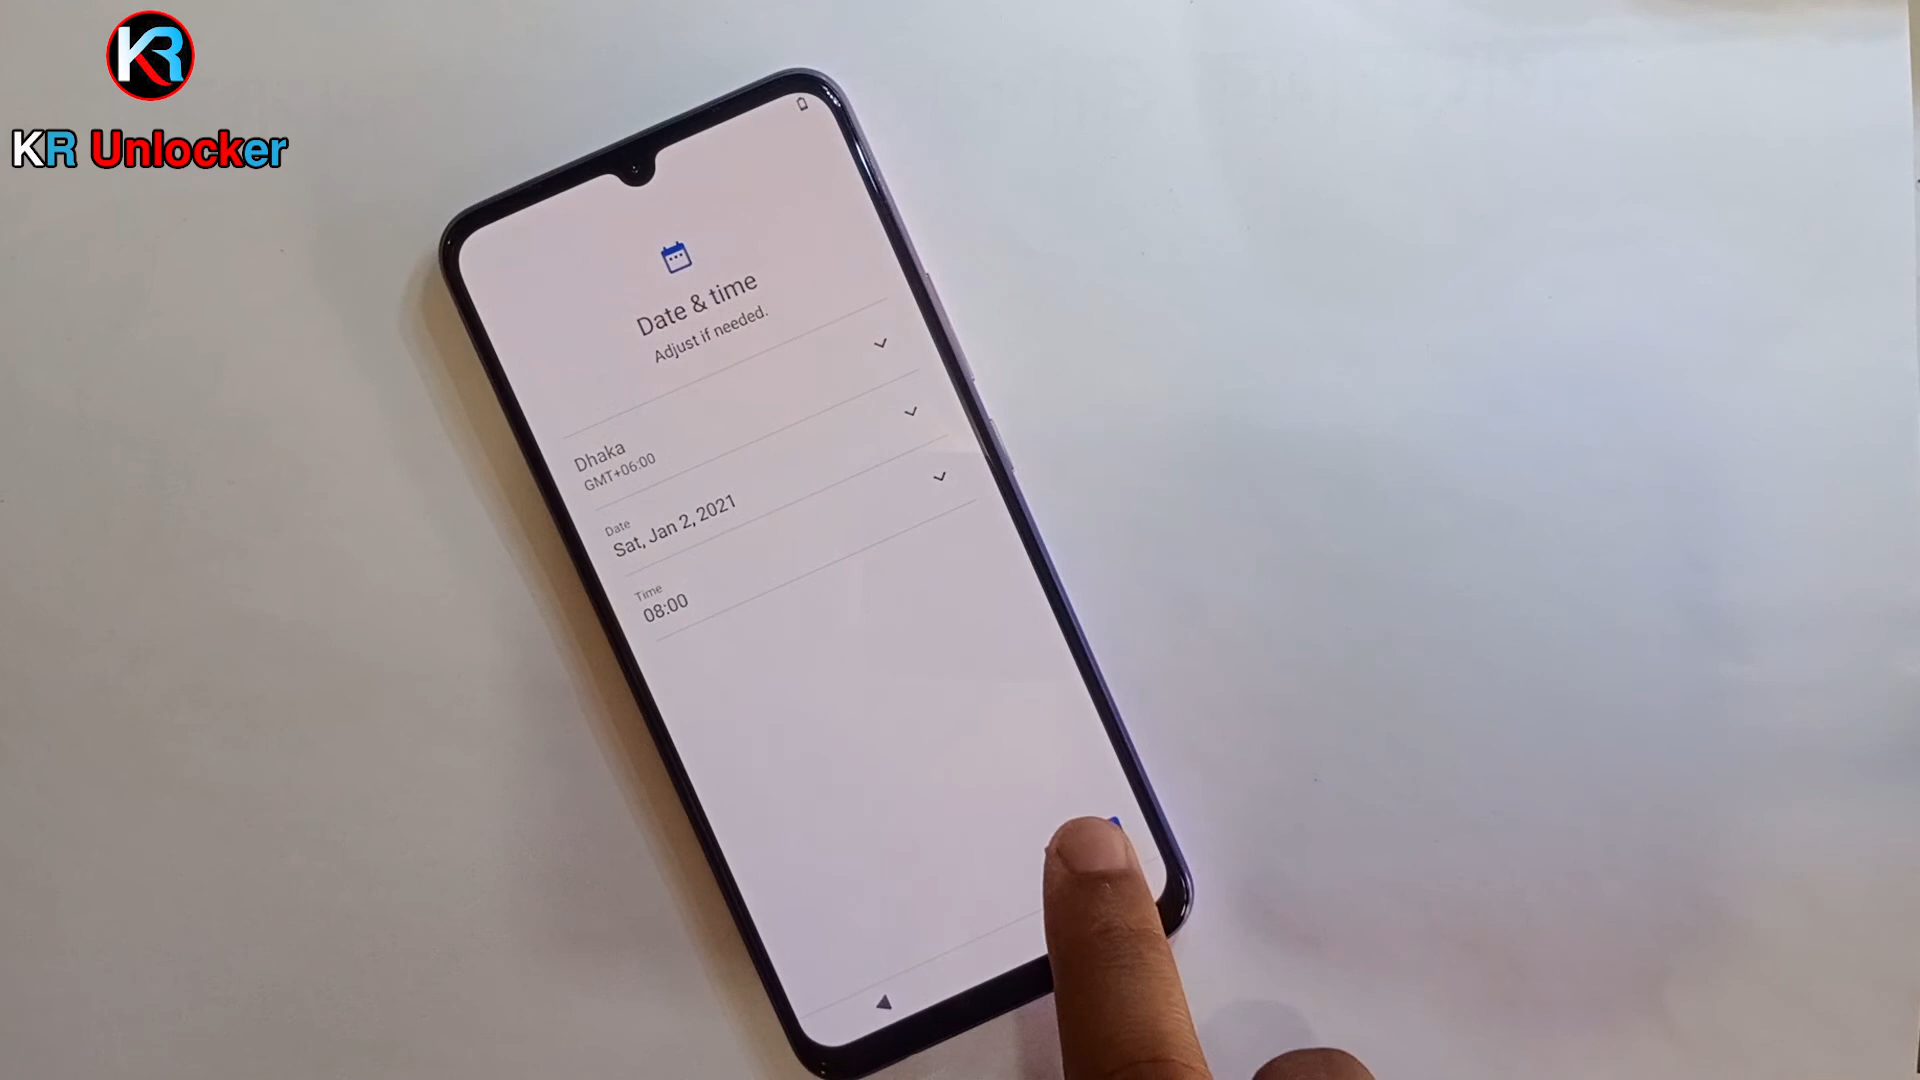 KR
KR Unlocker
Date & time
Adjust if needed.
Dhaka
GMT+06:00
Date
Sat, Jan 2, 2021
Time
08:00